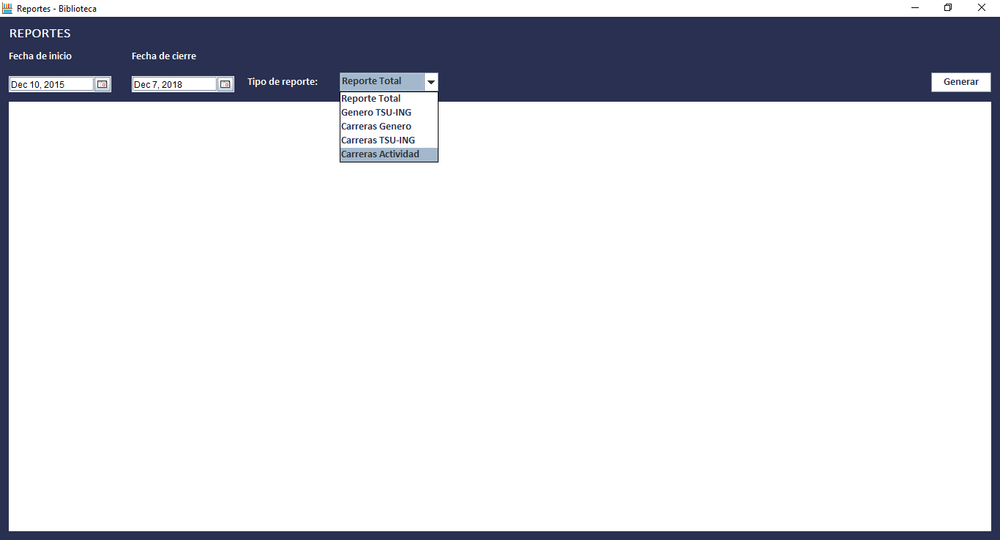 Reportes - Biblioteca
REPORTES
Fecha de inicio
Fecha de cierre
Dec 10, 2015
Dec 7, 2018
Tipo de reporte:
Reporte Total
Generar
Reporte Total
Genero TSU-ING
Carreras Genero
Carreras TSU-ING
Carreras Actividad